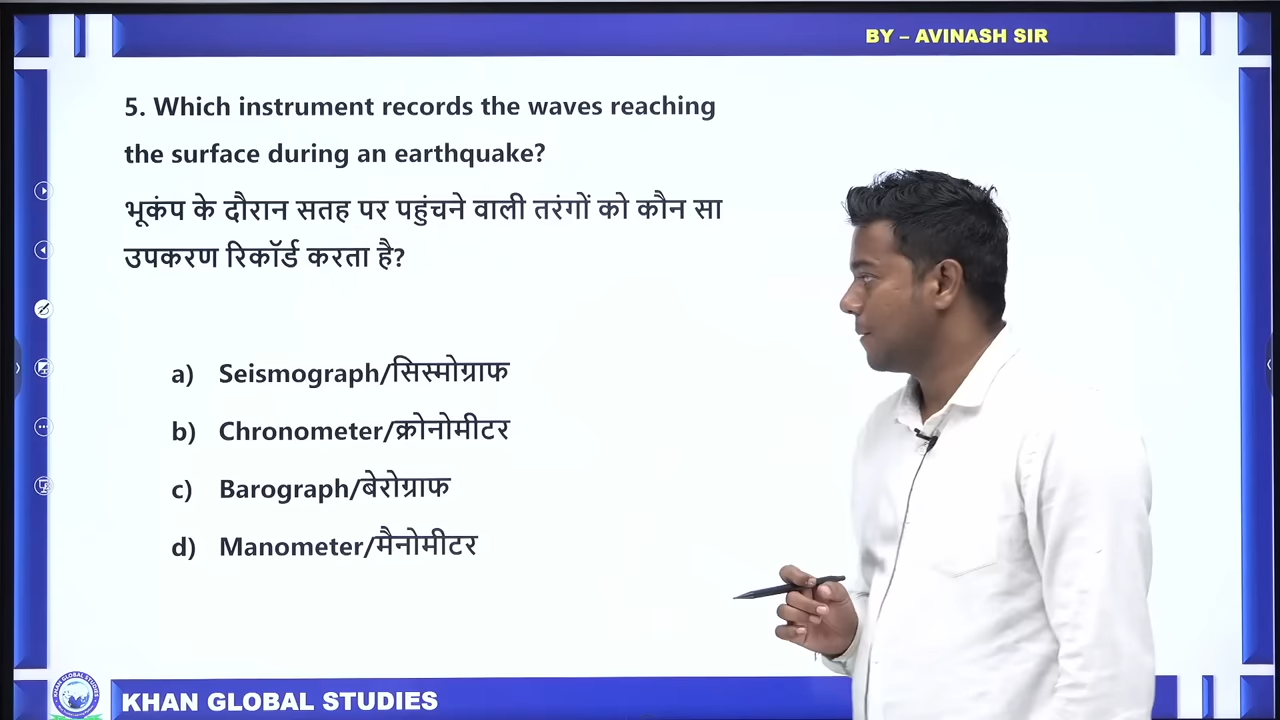 BY – AVINASH SIR
5. Which instrument records the waves reaching
the surface during an earthquake?
भूकंप के दौरान सतह पर पहुंचने वाली तरंगों को कौन सा
उपकरण रिकॉर्ड करता है?
a) Seismograph/सिस्मोग्राफ
b) Chronometer/क्रोनोमीटर
c) Barograph/बेरोग्राफ
d) Manometer/मैनोमीटर
KHAN GLOBAL STUDIES